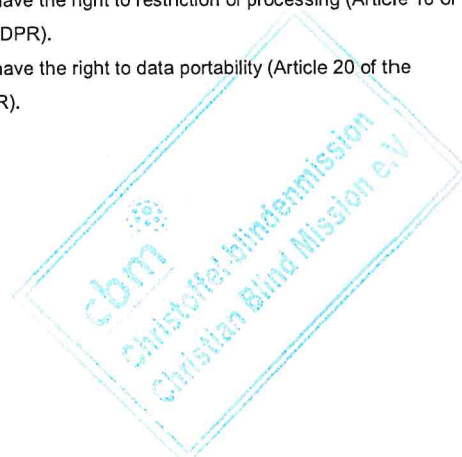 have the right to restriction of processing (Article 18 of
DPR).
have the right to data portability (Article 20 of the
R).
cbm
Christoffel-blindenmission
Christian Blind Mission e.V